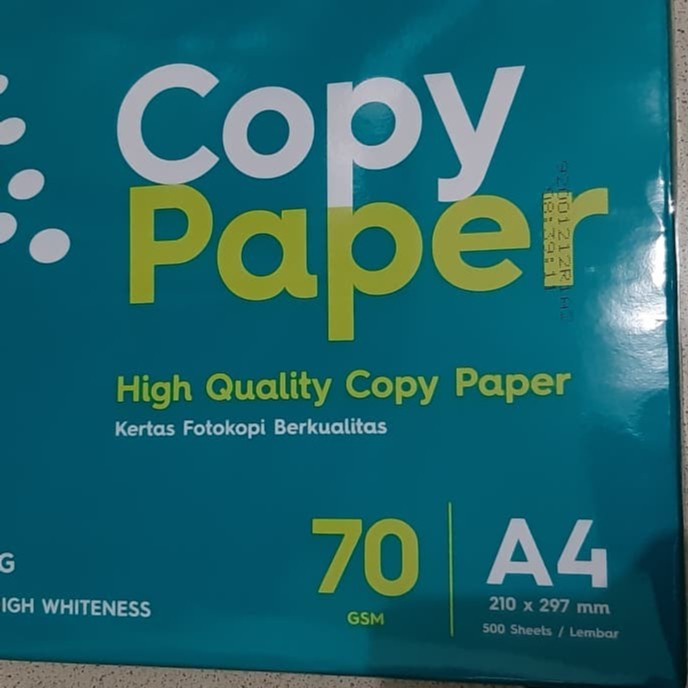 Copy
Paper
High Quality Copy Paper
Kertas Fotokopi Berkualitas
G
IGH WHITENESS
70
GSM
A4
210 x 297 mm
500 Sheets / Lembar